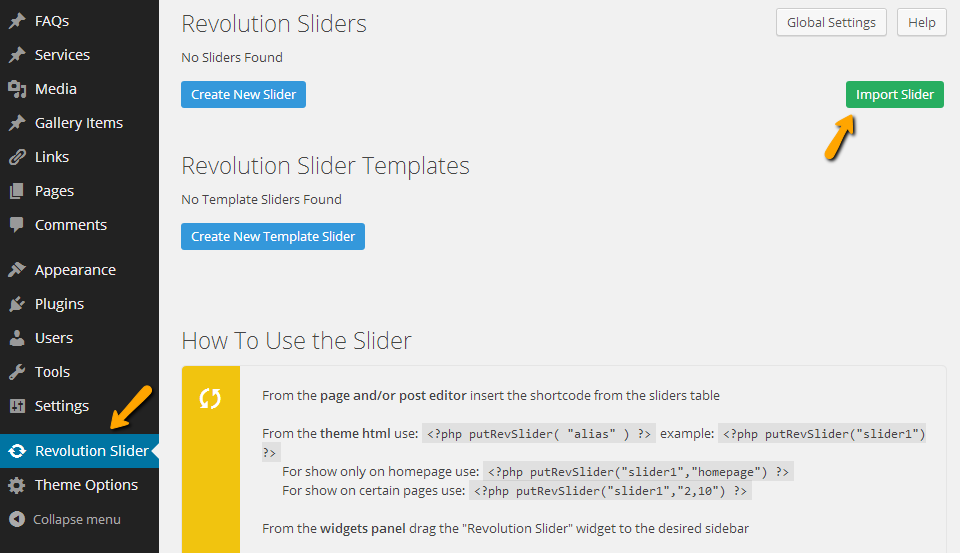 FAQs
Services
Media
Gallery Items
Links
Pages
Comments
Appearance
Plugins
Users
Tools
Settings
Revolution Slider
Theme Options
Collapse menu
Revolution Sliders
Global Settings
Help
No Sliders Found
Create New Slider
Import Slider
Revolution Slider Templates
No Template Sliders Found
Create New Template Slider
How To Use the Slider
From the page and/or post editor insert the shortcode from the sliders table
From the theme html use: <?php putRevSlider( "alias" ) ?> example: <?php putRevSlider("slider1")
?>
For show only on homepage use: <?php putRevSlider("slider1","homepage") ?>
For show on certain pages use: <?php putRevSlider("slider1","2,10") ?>
From the widgets panel drag the "Revolution Slider" widget to the desired sidebar